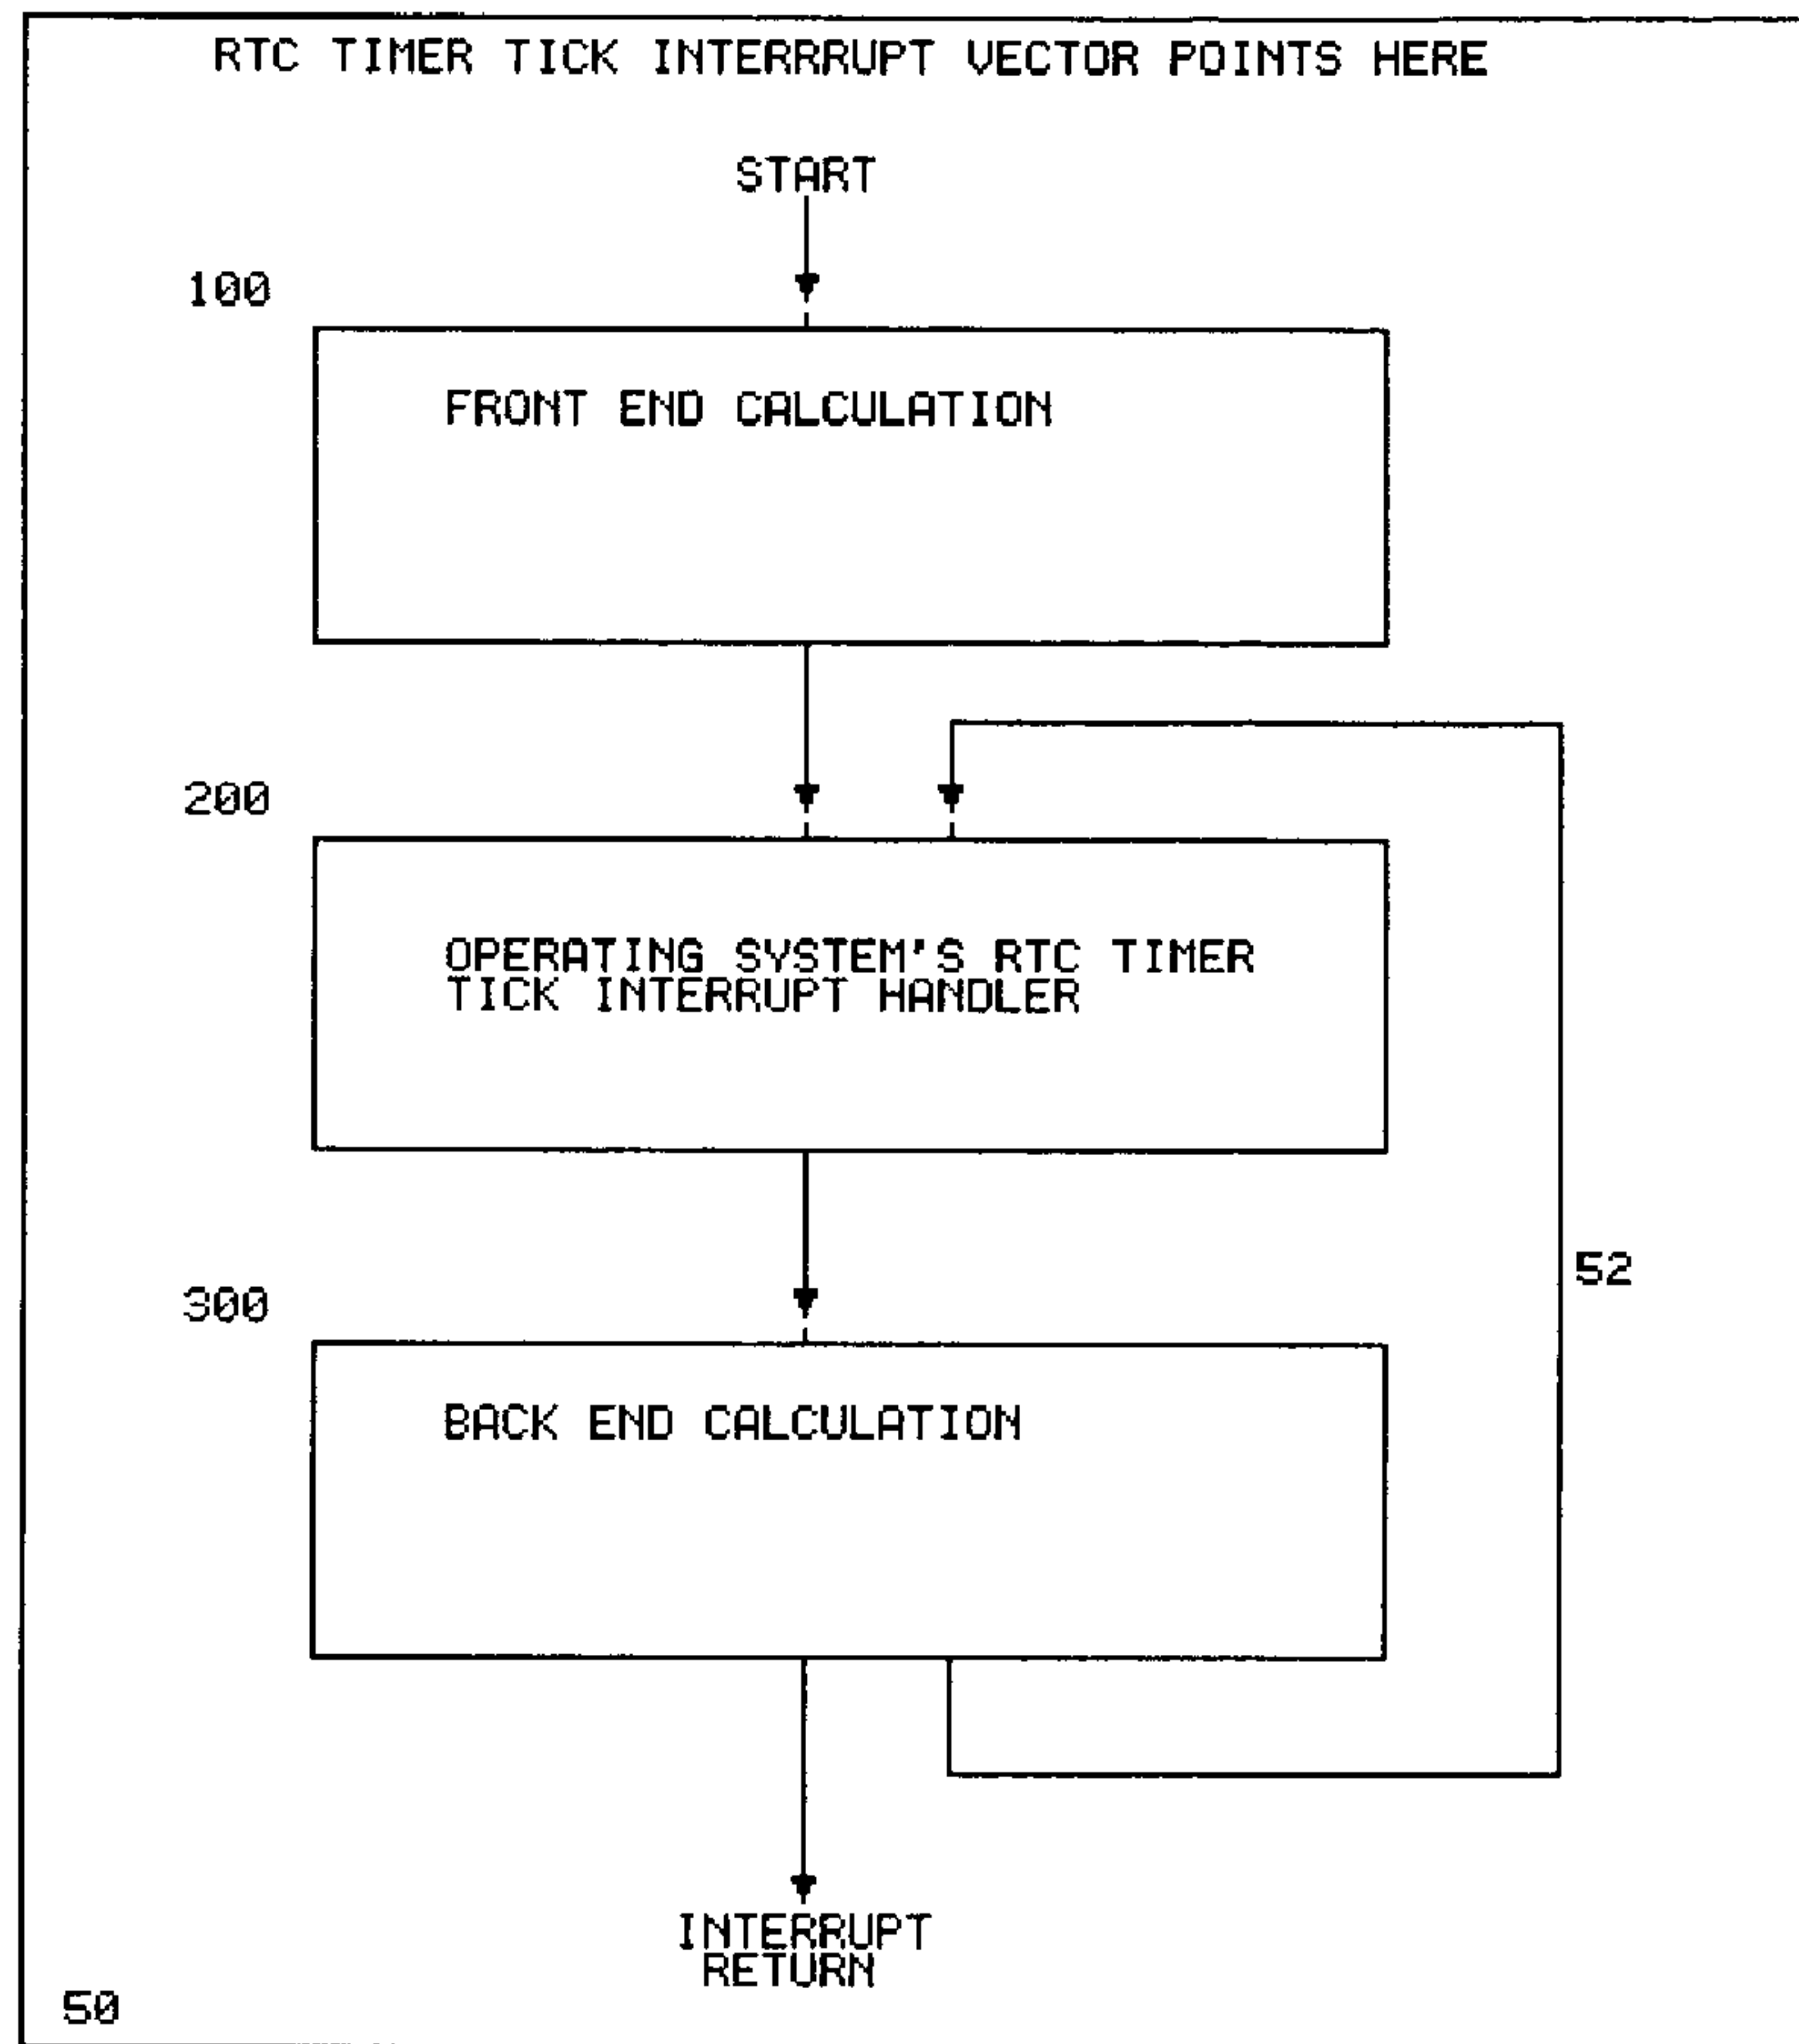 RTC TIMER TICK INTERRRUPT VECTOR POINTS HERE
START
100
FRONT END CALCULATION
200
OPERATING SYSTEM'S RTC TIMER
TICK INTERRUPT HANDLER
52
300
BACK END CALCULATION
INTERRUPT
RETURN
50